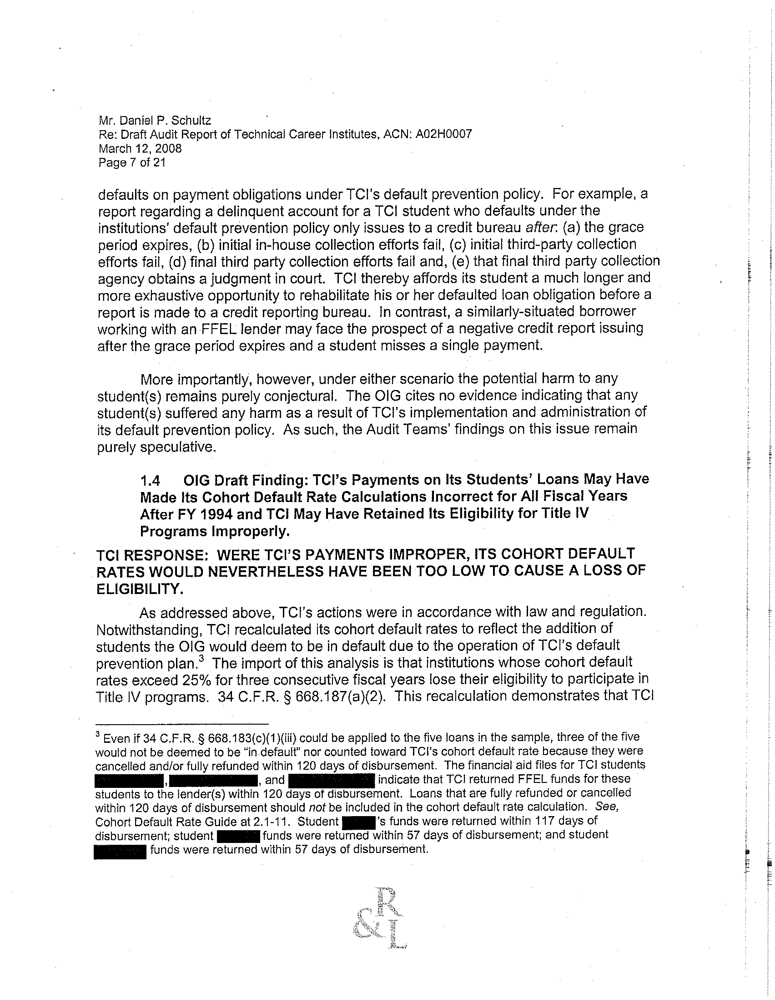 Mr. Daniel P. Schultz
Re: Draft Audit Report of Technical Career Institutes, ACN: A02H0007
March 12, 2008
Page 7 of 21
defaults on payment obligations under TCI's default prevention policy. For example, a
report regarding a delinquent account for a TCI student who defaults under the
institutions' default prevention policy only issues to a credit bureau after: (a) the grace
period expires, (b) initial in-house collection efforts fail, (c) initial third-party collection
efforts fail, (d) final third party collection efforts fail and, (e) that final third party collection
agency obtains a judgment in court. TCI thereby affords its student a much longer and
more exhaustive opportunity to rehabilitate his or her defaulted loan obligation before a
report is made to a credit reporting bureau. In contrast, a similarly-situated borrower
working with an FFEL lender may face the prospect of a negative credit report issuing
after the grace period expires and a student misses a single payment.
More importantly, however, under either scenario the potential harm to any
student(s) remains purely conjectural. The OIG cites no evidence indicating that any
student(s) suffered any harm as a result of TCI's implementation and administration of
its default prevention policy. As such, the Audit Teams' findings on this issue remain
purely speculative.
1.4 OIG Draft Finding: TCI's Payments on Its Students' Loans May Have
Made Its Cohort Default Rate Calculations Incorrect for All Fiscal Years
After FY 1994 and TCI May Have Retained Its Eligibility for Title IV
Programs Improperly.
TCI RESPONSE: WERE TCI'S PAYMENTS IMPROPER, ITS COHORT DEFAULT
RATES WOULD NEVERTHELESS HAVE BEEN TOO LOW TO CAUSE A LOSS OF
ELIGIBILITY.
As addressed above, TCI's actions were in accordance with law and regulation.
Notwithstanding, TCI recalculated its cohort default rates to reflect the addition of
students the OIG would deem to be in default due to the operation of TCI's default
prevention plan.3 The import of this analysis is that institutions whose cohort default
rates exceed 25% for three consecutive fiscal years lose their eligibility to participate in
Title IV programs. 34 C.F.R. § 668.187(a)(2). This recalculation demonstrates that TCI
3 Even if 34 C.F.R. § 668.183(c)(1)(iii) could be applied to the five loans in the sample, three of the five
would not be deemed to be "in default" nor counted toward TCI's cohort default rate because they were
cancelled and/or fully refunded within 120 days of disbursement. The financial aid files for TCI students
, , and indicate that TCI returned FFEL funds for these
students to the lender(s) within 120 days of disbursement. Loans that are fully refunded or cancelled
within 120 days of disbursement should not be included in the cohort default rate calculation. See,
Cohort Default Rate Guide at 2.1-11. Student 's funds were returned within 117 days of
disbursement; student funds were returned within 57 days of disbursement; and student
funds were returned within 57 days of disbursement.
R
&L